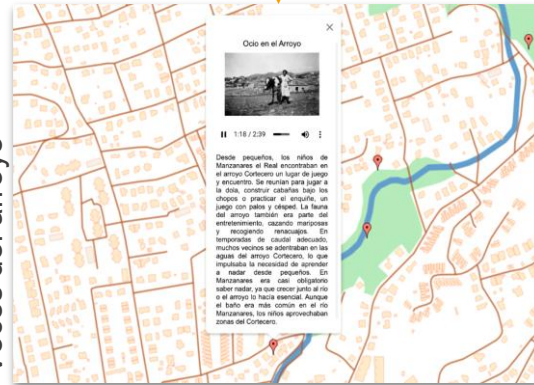 Ocio en el Arroyo
1:18 / 2:39
Desde pequeños, los niños de
Manzanares el Real encontraban en
el arroyo Cortecero un lugar de juego
y encuentro. Se reunían para jugar a
la dola, construir cabañas bajo los
chopos o practicar el enquiñe, un
juego con palos y césped. La fauna
del arroyo también era parte del
entretenimiento, cazando mariposas
y recogiendo renacuajos. En
temporadas de caudal adecuado,
muchos vecinos se adentraban en las
aguas del arroyo Cortecero, lo que
impulsaba la necesidad de aprender
a nadar desde pequeños. En
Manzanares era casi obligatorio
saber nadar, ya que crecer junto al río
o el arroyo lo hacía esencial. Aunque
el baño era más común en el río
Manzanares, los niños aprovechaban
zonas del Cortecero.
del arroyo